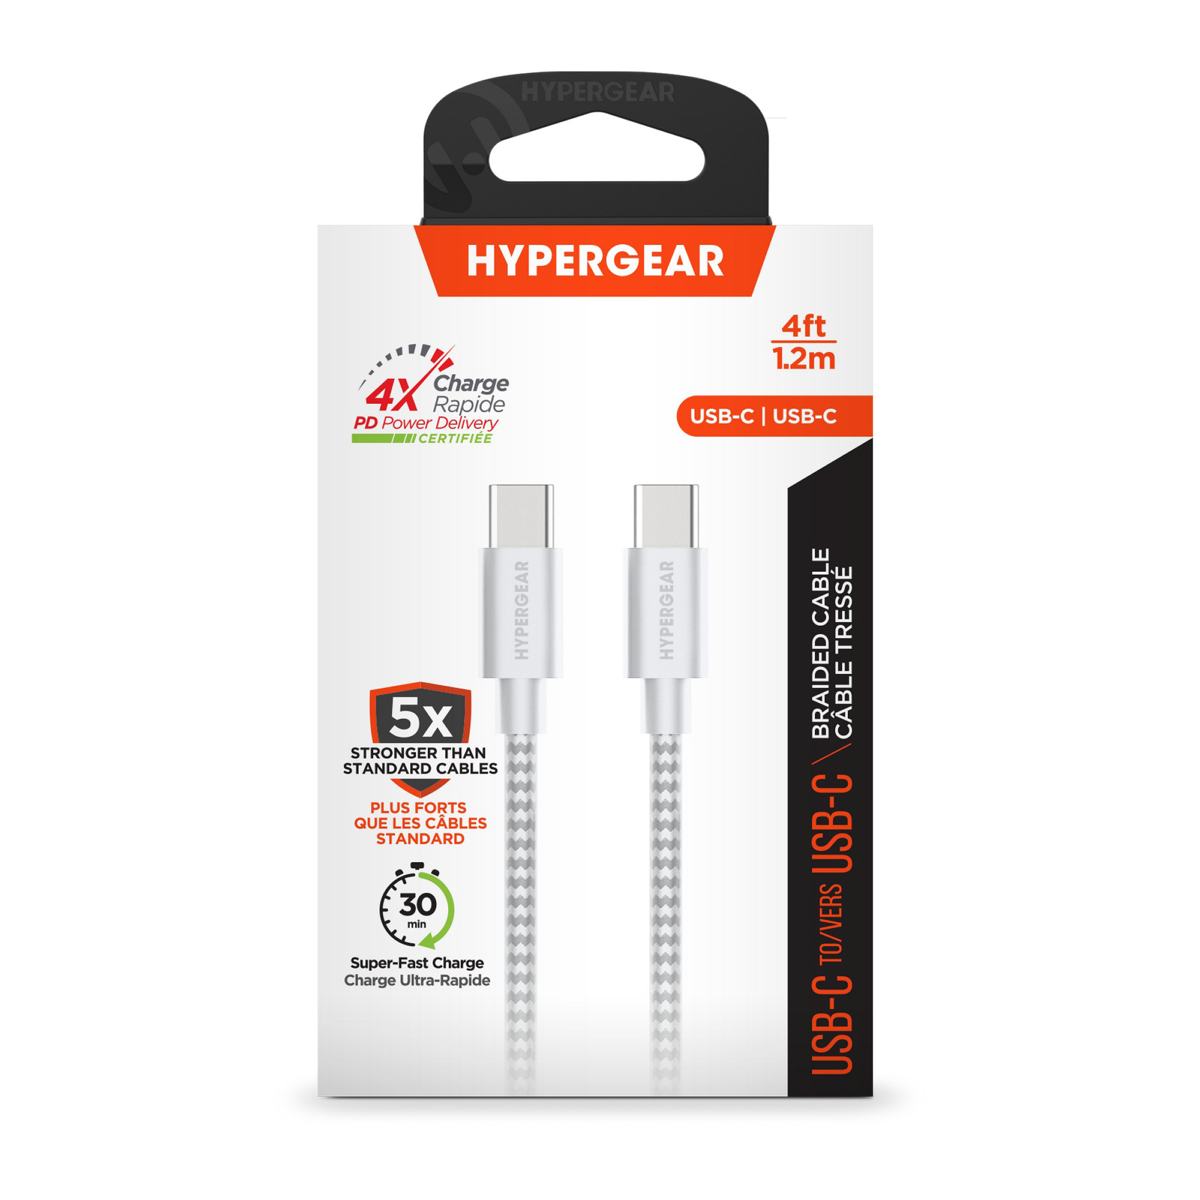 HYPERGEAR
HYPERGEAR
4ft
1.2m
4X Charge
Rapide
PD Power Delivery
CERTIFIÉE
USB-C | USB-C
HYPERGEAR
HYPERGEAR
5x
STRONGER THAN
STANDARD CABLES
PLUS FORTS
QUE LES CÂBLES
STANDARD
30
min
Super-Fast Charge
Charge Ultra-Rapide
USB-C TO/VERS USB-C \ BRAIDED CABLE
CÂBLE TRESSÉ